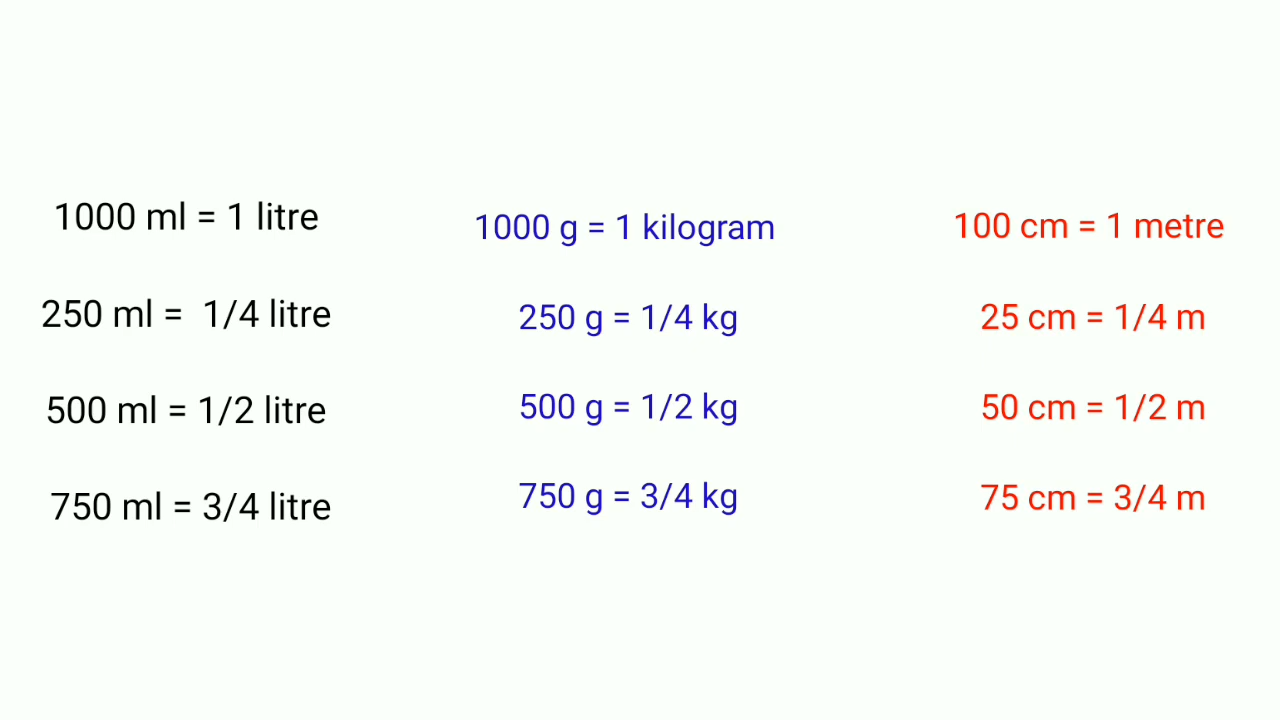 1000 ml = 1 litre
250 ml = 1/4 litre
500 ml = 1/2 litre
750 ml = 3/4 litre
1000 g = 1 kilogram
250 g = 1/4 kg
500 g = 1/2 kg
750 g = 3/4 kg
100 cm = 1 metre
25 cm = 1/4 m
50 cm = 1/2 m
75 cm = 3/4 m